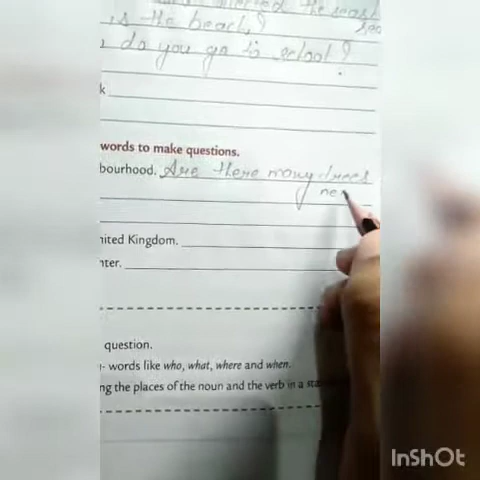 is the beach?
do you go to school?
k
words to make questions.
bourhood. Are there many trees
ne
nited Kingdom.
nter.
question.
- words like who, what, where and when.
ng the places of the noun and the verb in a sta
InShOt